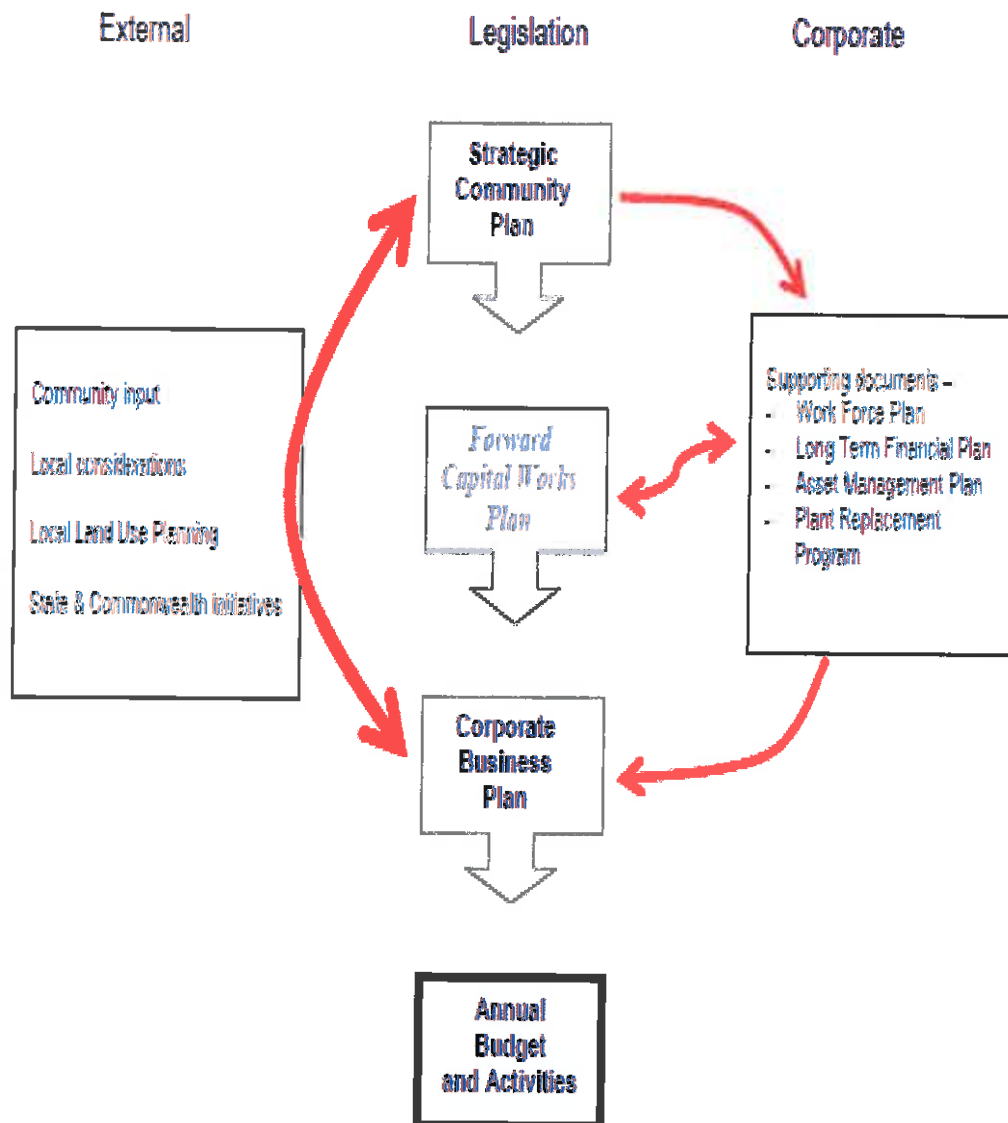 External
Legislation
Corporate
Strategic
Community
Plan
Community input
Local considerations
Local Land Use Planning
State & Commonwealth initiatives
Forward
Capital Works
Plan
Supporting documents –
- Work Force Plan
- Long Term Financial Plan
- Asset Management Plan
- Plant Replacement
Program
Corporate
Business
Plan
Annual
Budget
and Activities